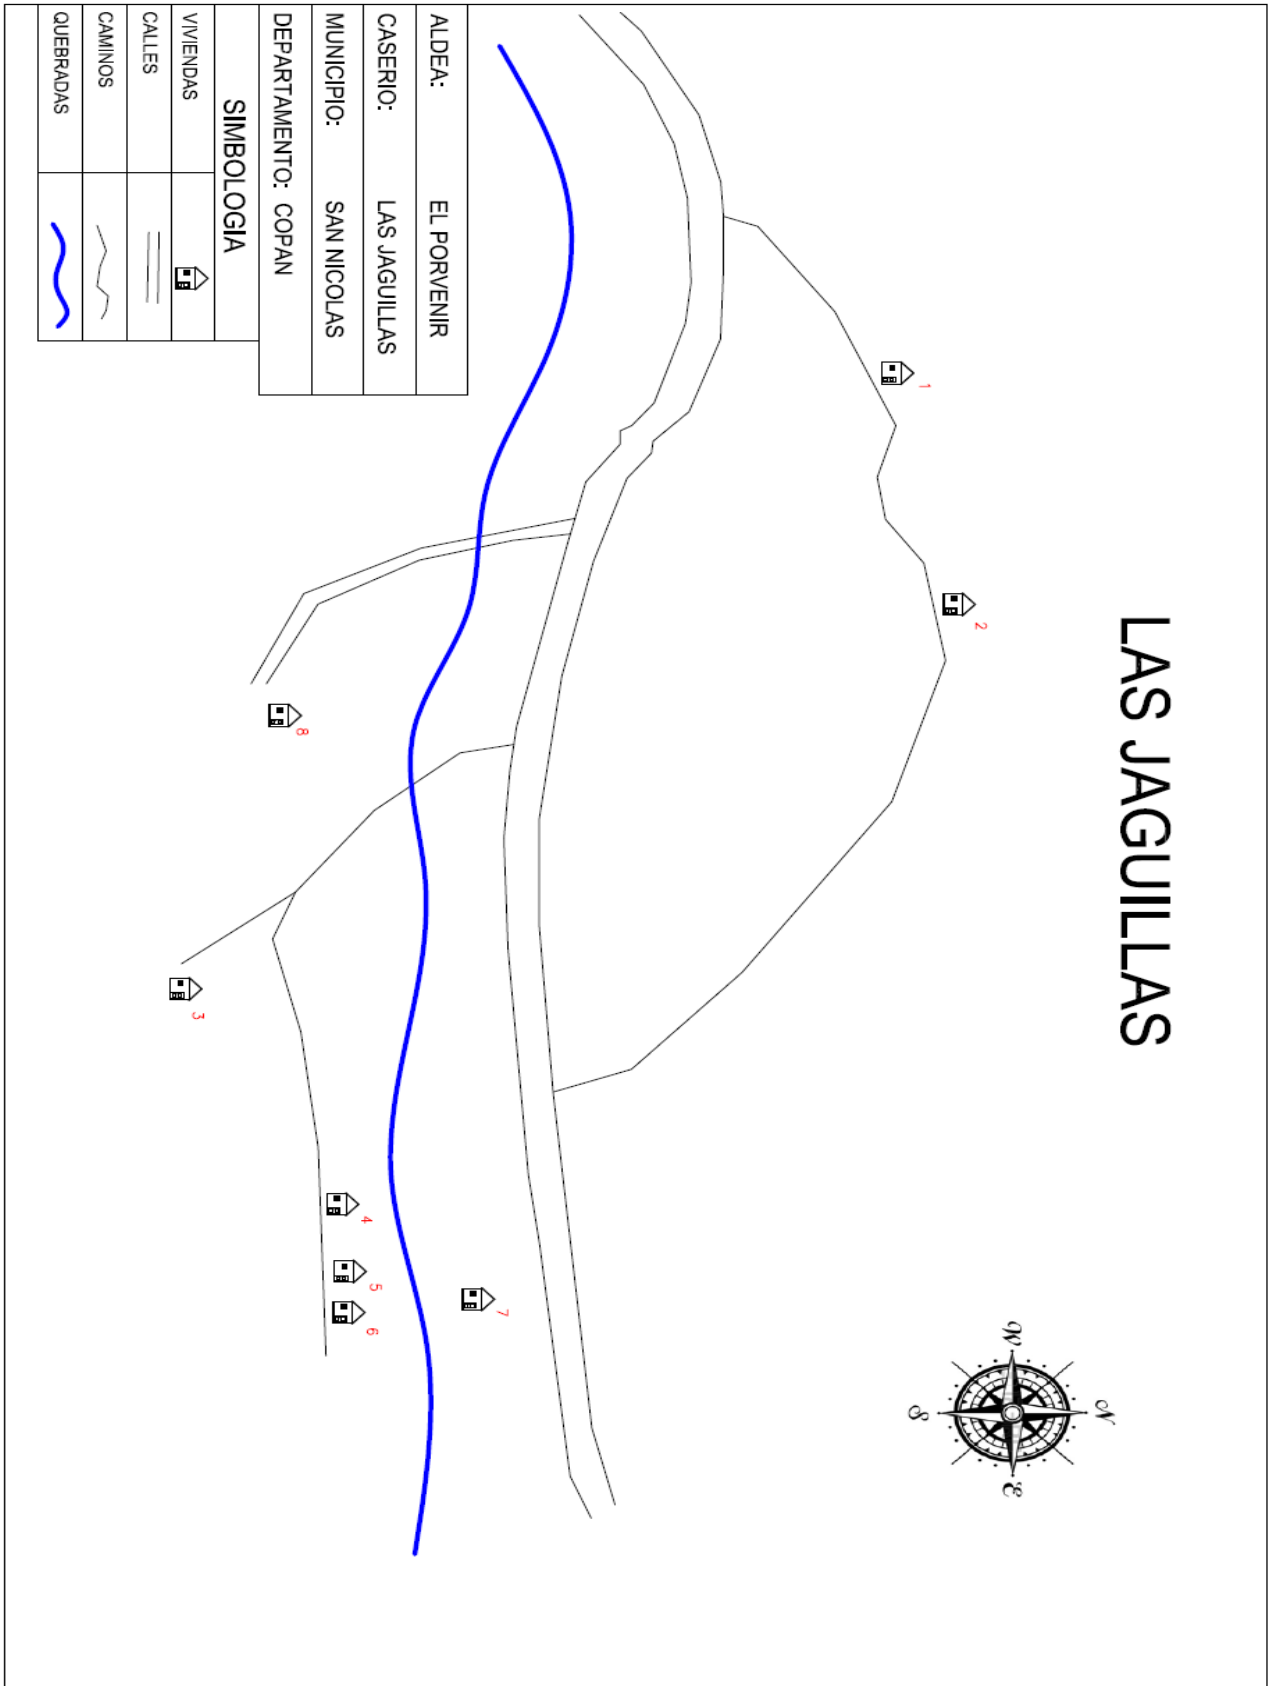 LAS JAGUILLAS
N
W
E
S
1
2
3
4
5
6
7
8
ALDEA: EL PORVENIR
CASERIO: LAS JAGUILLAS
MUNICIPIO: SAN NICOLAS
DEPARTAMENTO: COPAN
SIMBOLOGIA
VIVIENDAS
CALLES
CAMINOS
QUEBRADAS